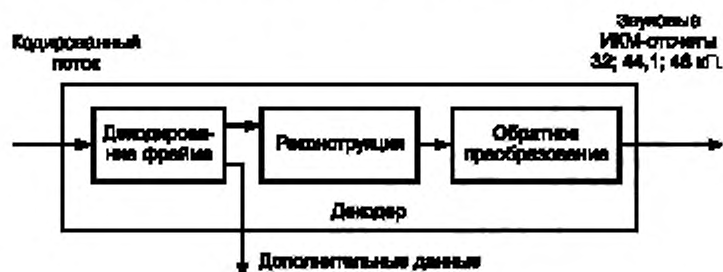 Кодированный
поток
Звуковые
ИКМ-отсчеты
32; 44,1; 48 кГц
Декодирова-
ние фрейма
Реконструкция
Обратное
преобразование
Декодер
Дополнительные данные